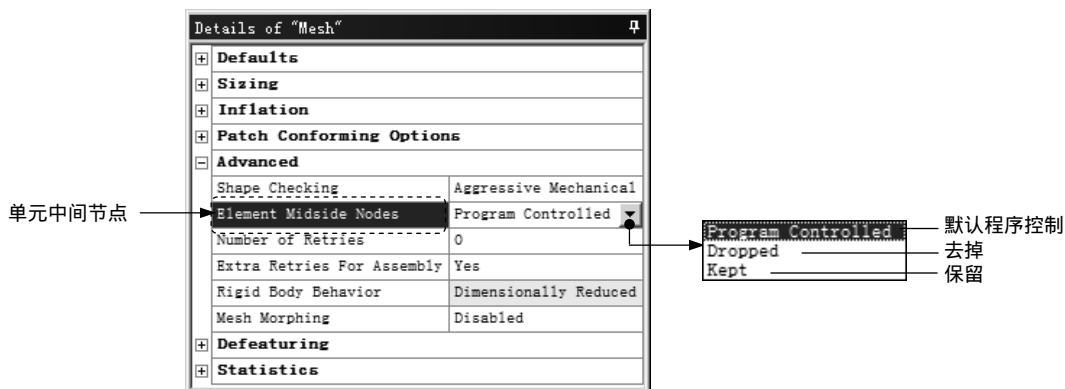 Details of "Mesh"
Defaults
Sizing
Inflation
Patch Conforming Options
Advanced
Shape Checking Aggressive Mechanical
单元中间节点 Element Midside Nodes Program Controlled
Number of Retries 0
Extra Retries For Assembly Yes
Rigid Body Behavior Dimensionally Reduced
Mesh Morphing Disabled
Defeaturing
Statistics
Program Controlled 默认程序控制
Dropped 去掉
Kept 保留